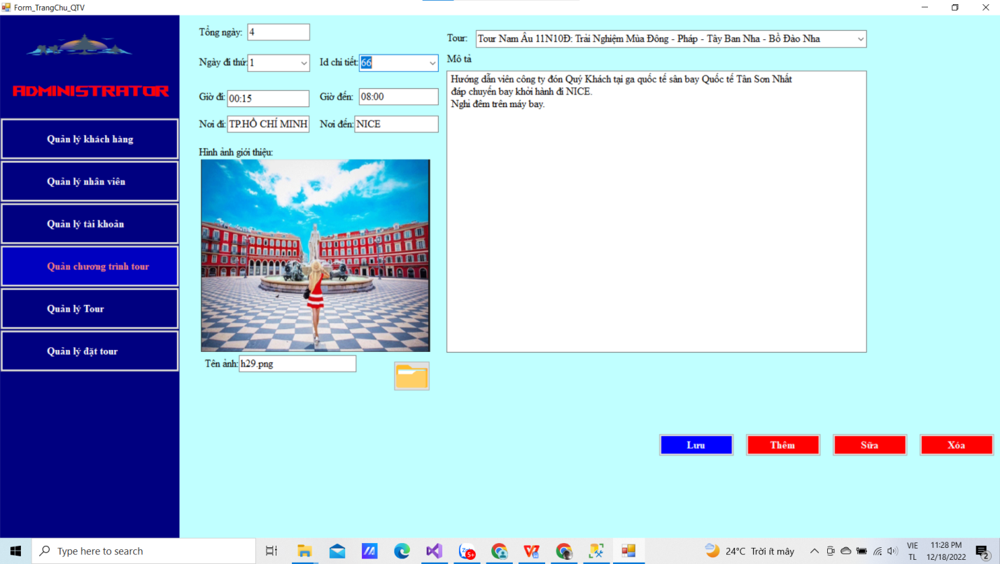 Form_TrangChu_QTV
ADMINISTRATOR
Quản lý khách hàng
Quản lý nhân viên
Quản lý tài khoản
Quản chương trình tour
Quản lý Tour
Quản lý đặt tour
Tổng ngày: 4
Ngày đi thứ: 1 Id chi tiết: 66
Giờ đi: 00:15 Giờ đến: 08:00
Nơi đi: TP.HỒ CHÍ MINH Nơi đến: NICE
Hình ảnh giới thiệu:
Tên ảnh: h29.png
Tour: Tour Nam Âu 11N10Đ: Trải Nghiệm Mùa Đông - Pháp - Tây Ban Nha - Bồ Đào Nha
Mô tả
Hướng dẫn viên công ty đón Quý Khách tại ga quốc tế sân bay Quốc tế Tân Sơn Nhất
đáp chuyến bay khởi hành đi NICE.
Nghỉ đêm trên máy bay.
Lưu Thêm Sữa Xóa
Type here to search
Zalo
5+
24°C Trời ít mây
VIE
TL
11:28 PM
12/18/2022
2